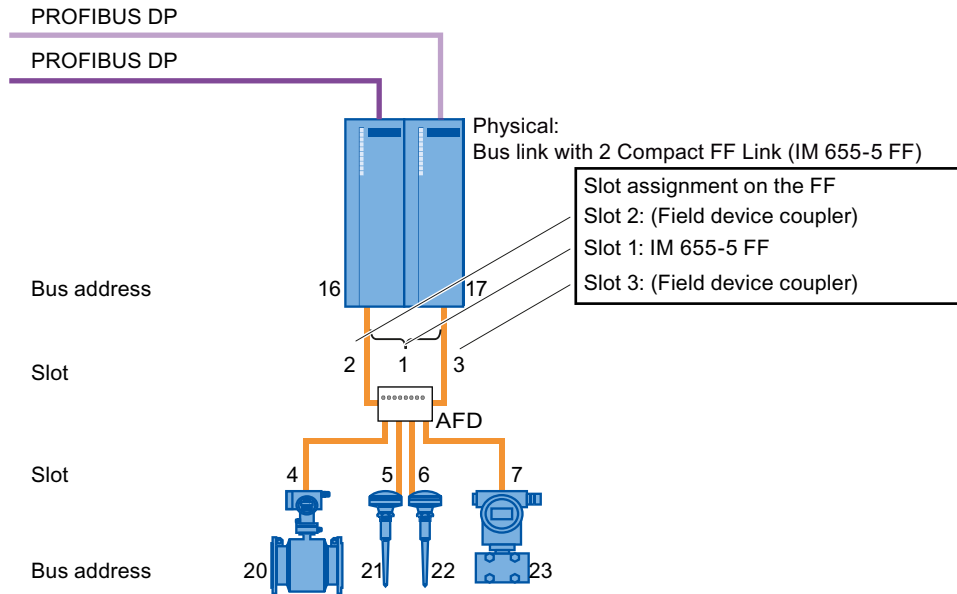 PROFIBUS DP
PROFIBUS DP
Physical:
Bus link with 2 Compact FF Link (IM 655-5 FF)
Slot assignment on the FF
Slot 2: (Field device coupler)
Slot 1: IM 655-5 FF
Slot 3: (Field device coupler)
Bus address 16 17
Slot 2 1 3
AFD
Slot 4 5 6 7
Bus address 20 21 22 23